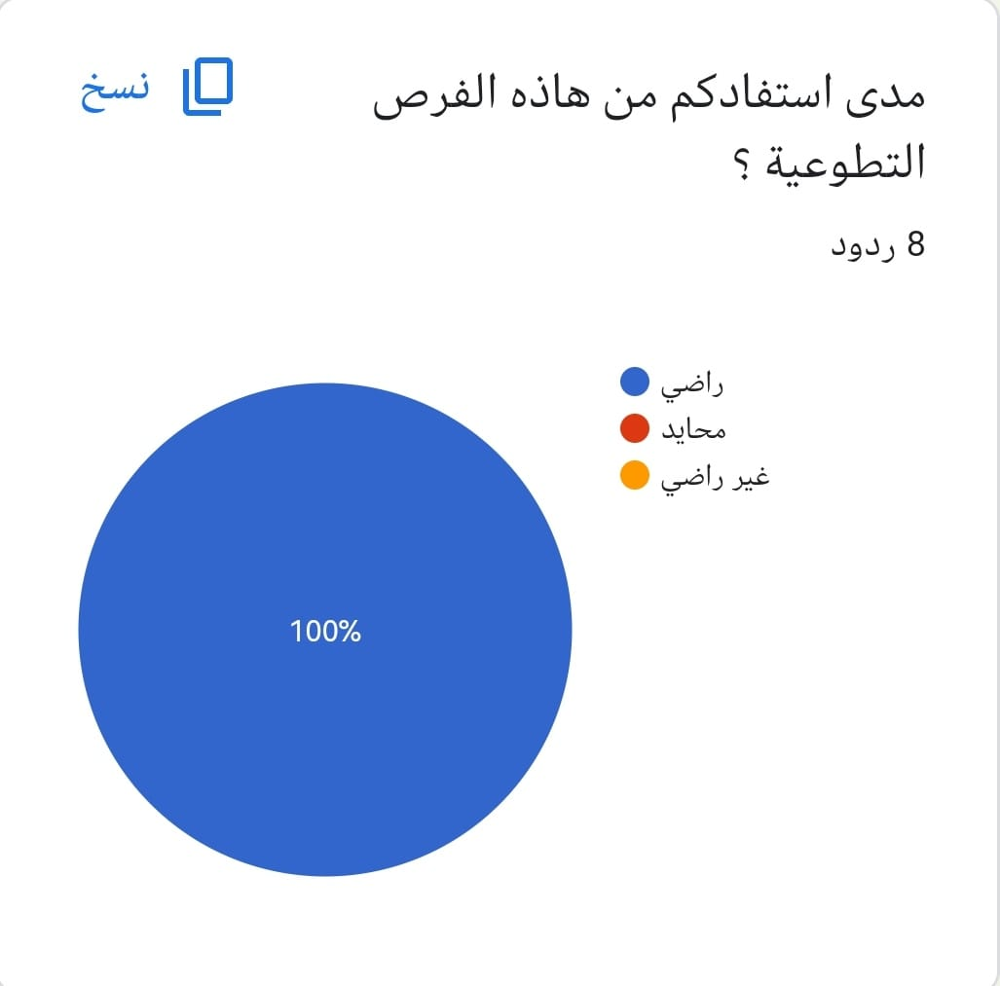 مدى استفادكم من هاذه الفرص
التطوعية ؟
نسخ
8 ردود
راضي
محايد
غير راضي
100%